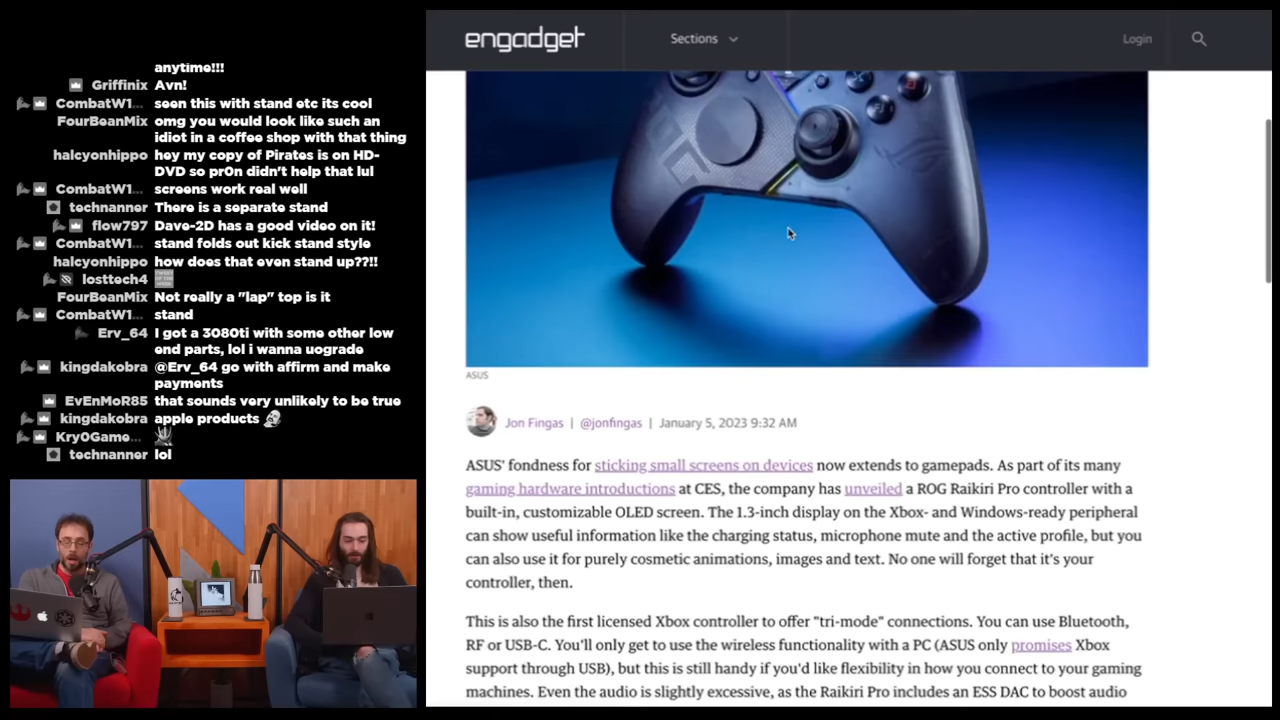 anytime!!!
Griffinix Avn!
CombatW1... seen this with stand etc its cool
FourBeanMix omg you would look like such an
idiot in a coffee shop with that thing
halcyonhippo hey my copy of Pirates is on HD-
DVD so pr0n didn't help that lul
CombatW1... screens work real well
technanner There is a separate stand
flow797 Dave-2D has a good video on it!
CombatW1... stand folds out kick stand style
halcyonhippo how does that even stand up??!!
losttech4
FourBeanMix Not really a "lap" top is it
CombatW1... stand
Erv_64 I got a 3080ti with some other low
end parts, lol i wanna uograde
kingdakobra @Erv_64 go with affirm and make
payments
EvEnMoR85 that sounds very unlikely to be true
kingdakobra apple products
Kry0Game...
technanner lol
engadget
Sections
Login
ASUS
Jon Fingas | @jonfingas | January 5, 2023 9:32 AM
ASUS' fondness for sticking small screens on devices now extends to gamepads. As part of its many
gaming hardware introductions at CES, the company has unveiled a ROG Raikiri Pro controller with a
built-in, customizable OLED screen. The 1.3-inch display on the Xbox- and Windows-ready peripheral
can show useful information like the charging status, microphone mute and the active profile, but you
can also use it for purely cosmetic animations, images and text. No one will forget that it's your
controller, then.
This is also the first licensed Xbox controller to offer "tri-mode" connections. You can use Bluetooth,
RF or USB-C. You'll only get to use the wireless functionality with a PC (ASUS only promises Xbox
support through USB), but this is still handy if you'd like flexibility in how you connect to your gaming
machines. Even the audio is slightly excessive, as the Raikiri Pro includes an ESS DAC to boost audio